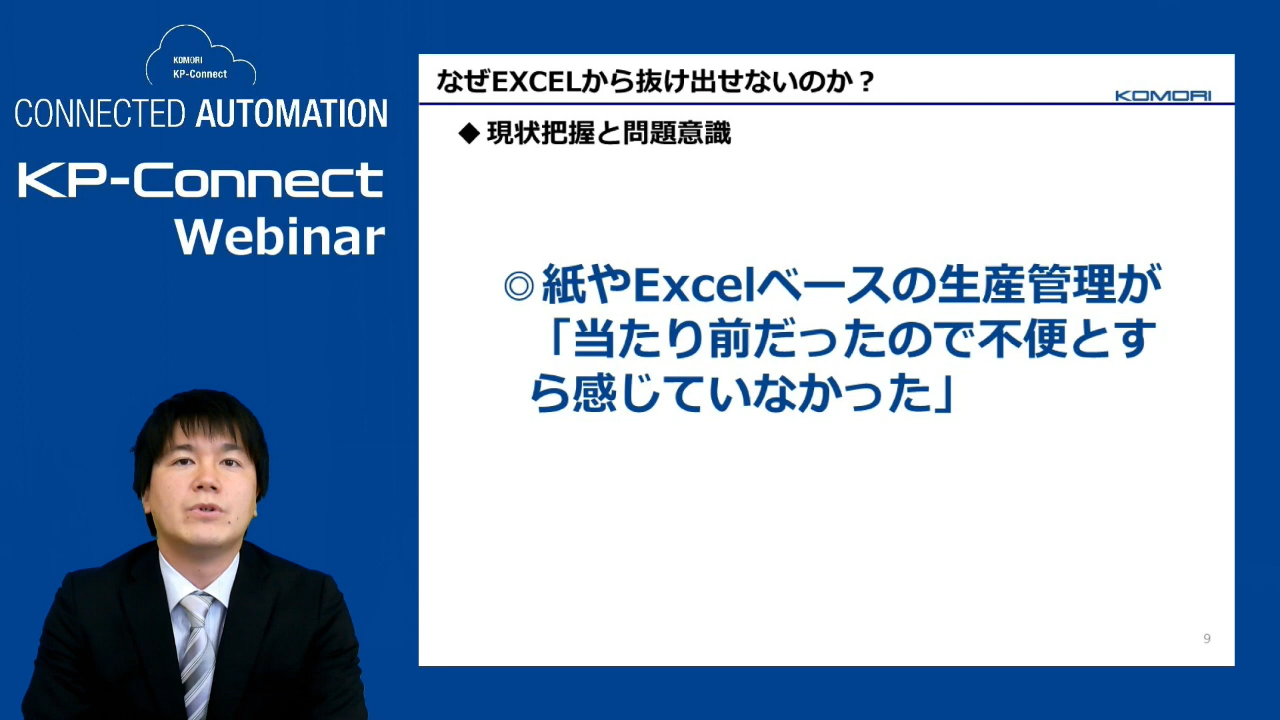 KOMORI
KP-Connect
CONNECTED AUTOMATION
KP-Connect
Webinar
なぜEXCELから抜け出せないのか？
KOMORI
◆ 現状把握と問題意識
◎ 紙やExcelベースの生産管理が
「当たり前だったので不便とす
ら感じていなかった」
9